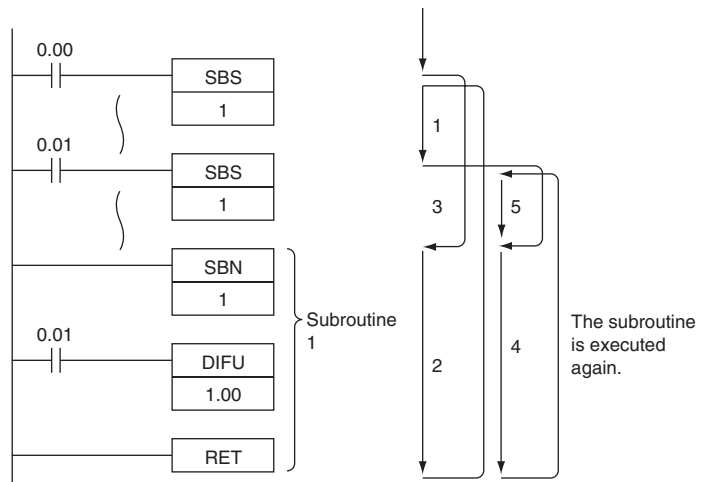 0.00
SBS
1
0.01
SBS
1
SBN
1
0.01
DIFU
1.00
RET
Subroutine
1
1
3
5
2
4
The subroutine
is executed
again.